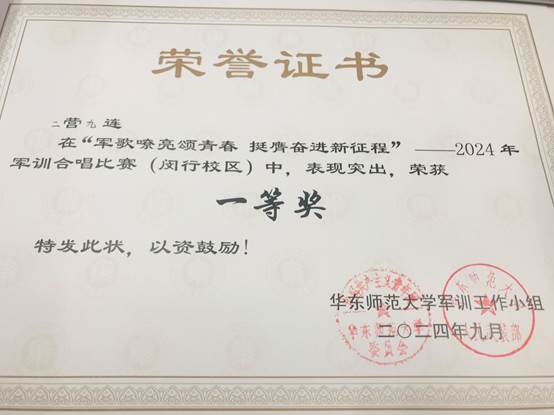 荣誉证书
二营九连
在“军歌嘹亮颂青春 挺膺奋进新征程”——2024年
军训合唱比赛(闵行校区)中,表现突出,荣获
一等奖
特发此状,以资鼓励!
华东师范大学军训工作小组
二〇二四年九月